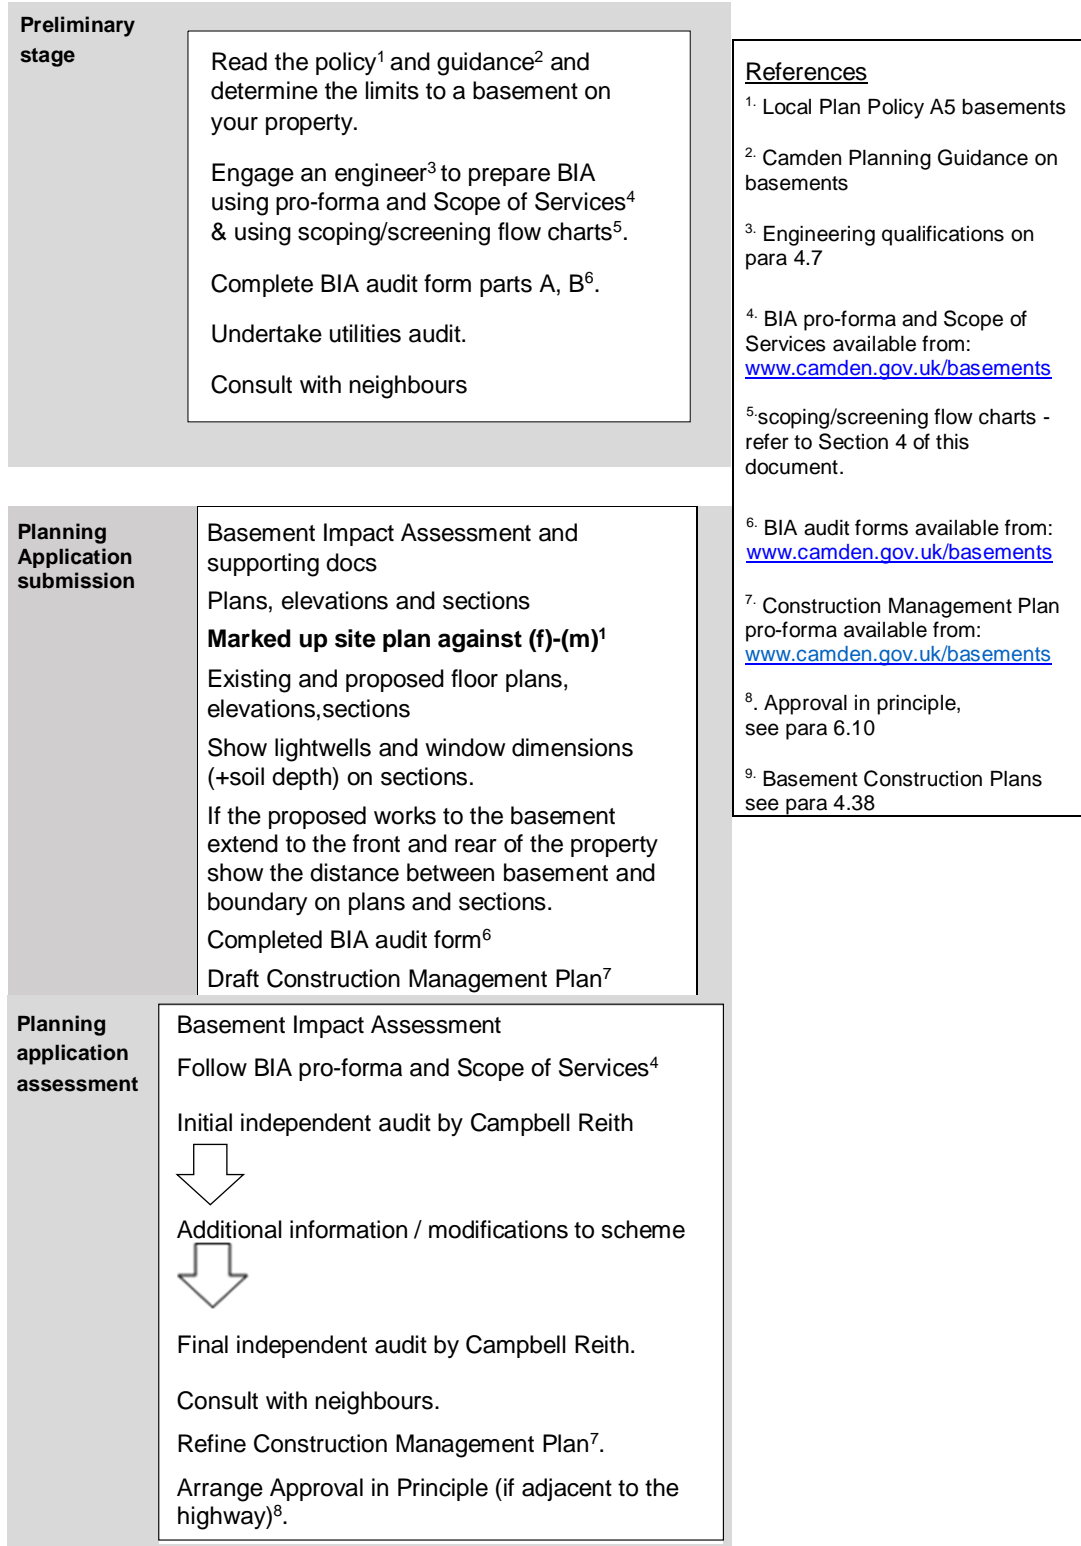 Preliminary
stage
Read the policy1 and guidance2 and
determine the limits to a basement on
your property.
Engage an engineer3 to prepare BIA
using pro-forma and Scope of Services4
& using scoping/screening flow charts5.
Complete BIA audit form parts A, B6.
Undertake utilities audit.
Consult with neighbours
References
1. Local Plan Policy A5 basements
2. Camden Planning Guidance on
basements
3. Engineering qualifications on
para 4.7
4. BIA pro-forma and Scope of
Services available from:
www.camden.gov.uk/basements
5.scoping/screening flow charts -
refer to Section 4 of this
document.
6. BIA audit forms available from:
www.camden.gov.uk/basements
7. Construction Management Plan
pro-forma available from:
www.camden.gov.uk/basements
8. Approval in principle,
see para 6.10
9. Basement Construction Plans
see para 4.38
Planning
Application
submission
Basement Impact Assessment and
supporting docs
Plans, elevations and sections
Marked up site plan against (f)-(m)1
Existing and proposed floor plans,
elevations,sections
Show lightwells and window dimensions
(+soil depth) on sections.
If the proposed works to the basement
extend to the front and rear of the property
show the distance between basement and
boundary on plans and sections.
Completed BIA audit form6
Draft Construction Management Plan7
Planning
application
assessment
Basement Impact Assessment
Follow BIA pro-forma and Scope of Services4
Initial independent audit by Campbell Reith
Additional information / modifications to scheme
Final independent audit by Campbell Reith.
Consult with neighbours.
Refine Construction Management Plan7.
Arrange Approval in Principle (if adjacent to the
highway)8.